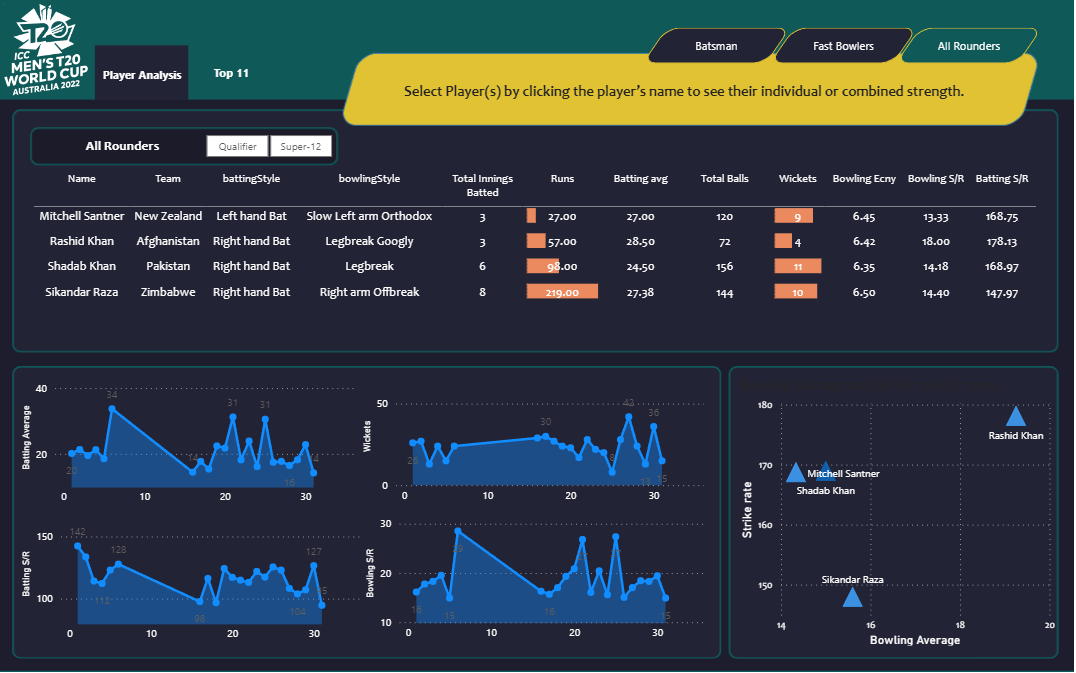 T20
ICC
MEN'S T20
WORLD CUP
AUSTRALIA 2022
Player Analysis
Top 11
Batsman
Fast Bowlers
All Rounders
Select Player(s) by clicking the player's name to see their individual or combined strength.
All Rounders
Qualifier
Super-12
Name Team battingStyle bowlingStyle Total Innings Batted Runs Batting avg Total Balls Wickets Bowling Ecny Bowling S/R Batting S/R
Mitchell Santner New Zealand Left hand Bat Slow Left arm Orthodox 3 27.00 27.00 120 9 6.45 13.33 168.75
Rashid Khan Afghanistan Right hand Bat Legbreak Googly 3 57.00 28.50 72 4 6.42 18.00 178.13
Shadab Khan Pakistan Right hand Bat Legbreak 6 98.00 24.50 156 11 6.35 14.18 168.97
Sikandar Raza Zimbabwe Right hand Bat Right arm Offbreak 8 219.00 27.38 144 10 6.50 14.40 147.97
Batting Average
40
20
34
20
14
31
31
16
0 10 20 30
Wickets
50
0
26
30
42
36
13
0 10 20 30
Batting S/R
150
100
142
112
128
98
104
127
0 10 20 30
Bowling S/R
30
20
10
16
15
16
15
0 10 20 30
Strike rate
180
170
160
150
Rashid Khan
Mitchell Santner
Shadab Khan
Sikandar Raza
14 16 18 20
Bowling Average